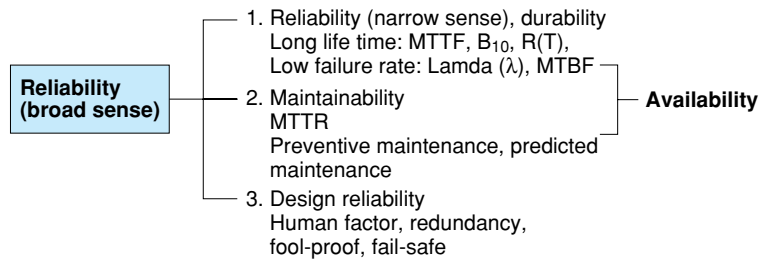 Reliability
(broad sense)
1. Reliability (narrow sense), durability
Long life time: MTTF, B₁₀, R(T),
Low failure rate: Lamda (λ), MTBF
2. Maintainability
MTTR
Preventive maintenance, predicted
maintenance
3. Design reliability
Human factor, redundancy,
fool-proof, fail-safe
Availability